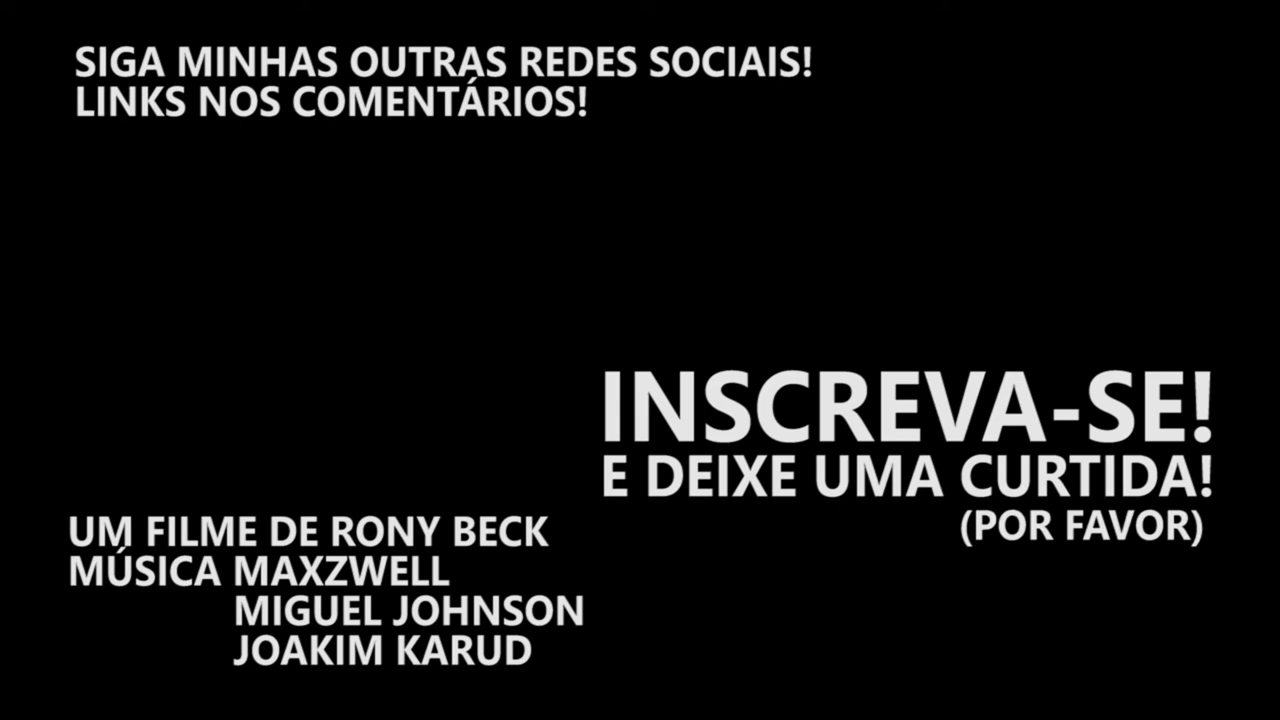 SIGA MINHAS OUTRAS REDES SOCIAIS!
LINKS NOS COMENTÁRIOS!
INSCREVA-SE!
E DEIXE UMA CURTIDA!
(POR FAVOR)
UM FILME DE RONY BECK
MÚSICA MAXZWELL
MIGUEL JOHNSON
JOAKIM KARUD